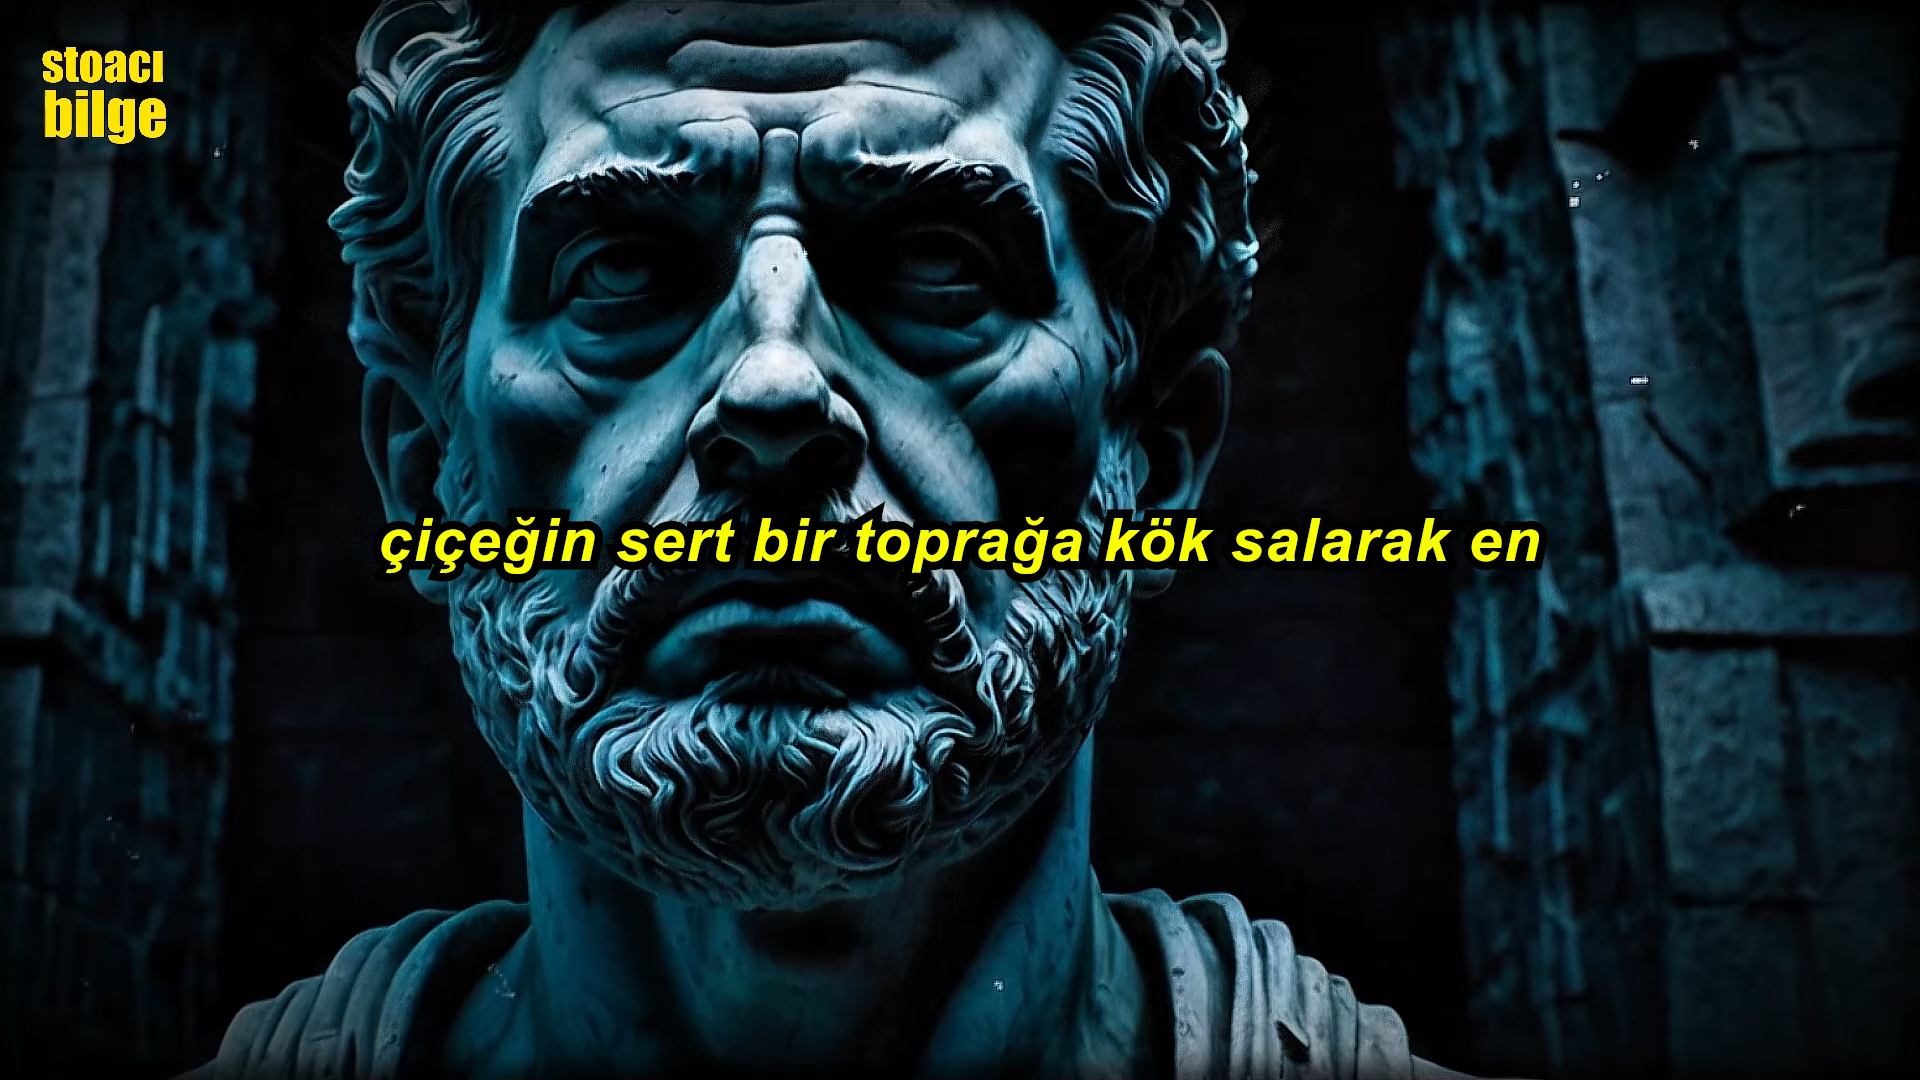 stoacı
bilge
çiçeğin sert bir toprağa kök salarak en